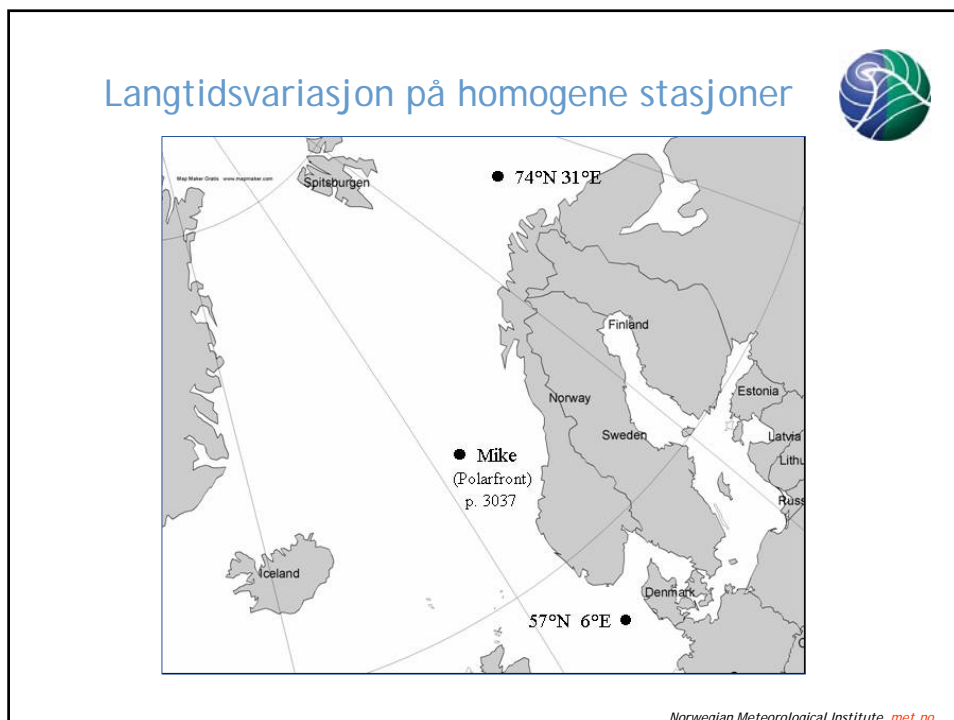 Langtidsvariasjon på homogene stasjoner
Map Maker Gratis www.mapmaker.com
Spitsburgen
74°N 31°E
Finland
Norway
Estonia
Sweden
Latvia
Lithu
Russ
Mike
(Polarfront)
p. 3037
Iceland
Denmark
57°N 6°E
Norwegian Meteorological Institute met.no